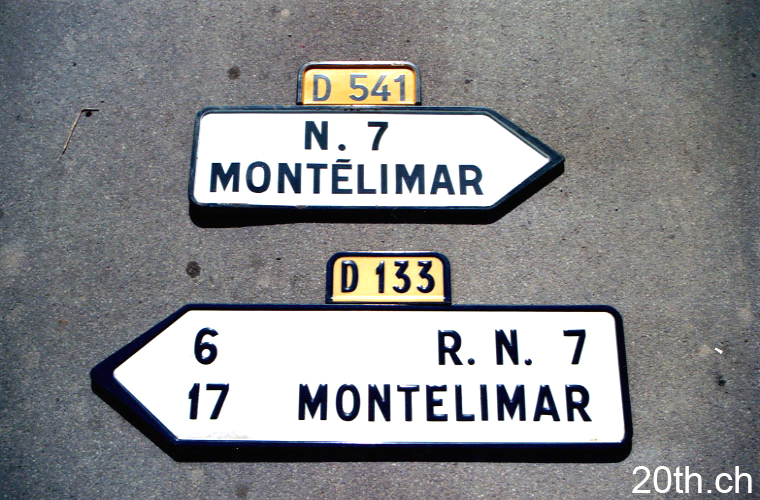 D 541
N. 7
MONTĒLIMAR
D 133
6 R. N. 7
17 MONTELIMAR
20th.ch